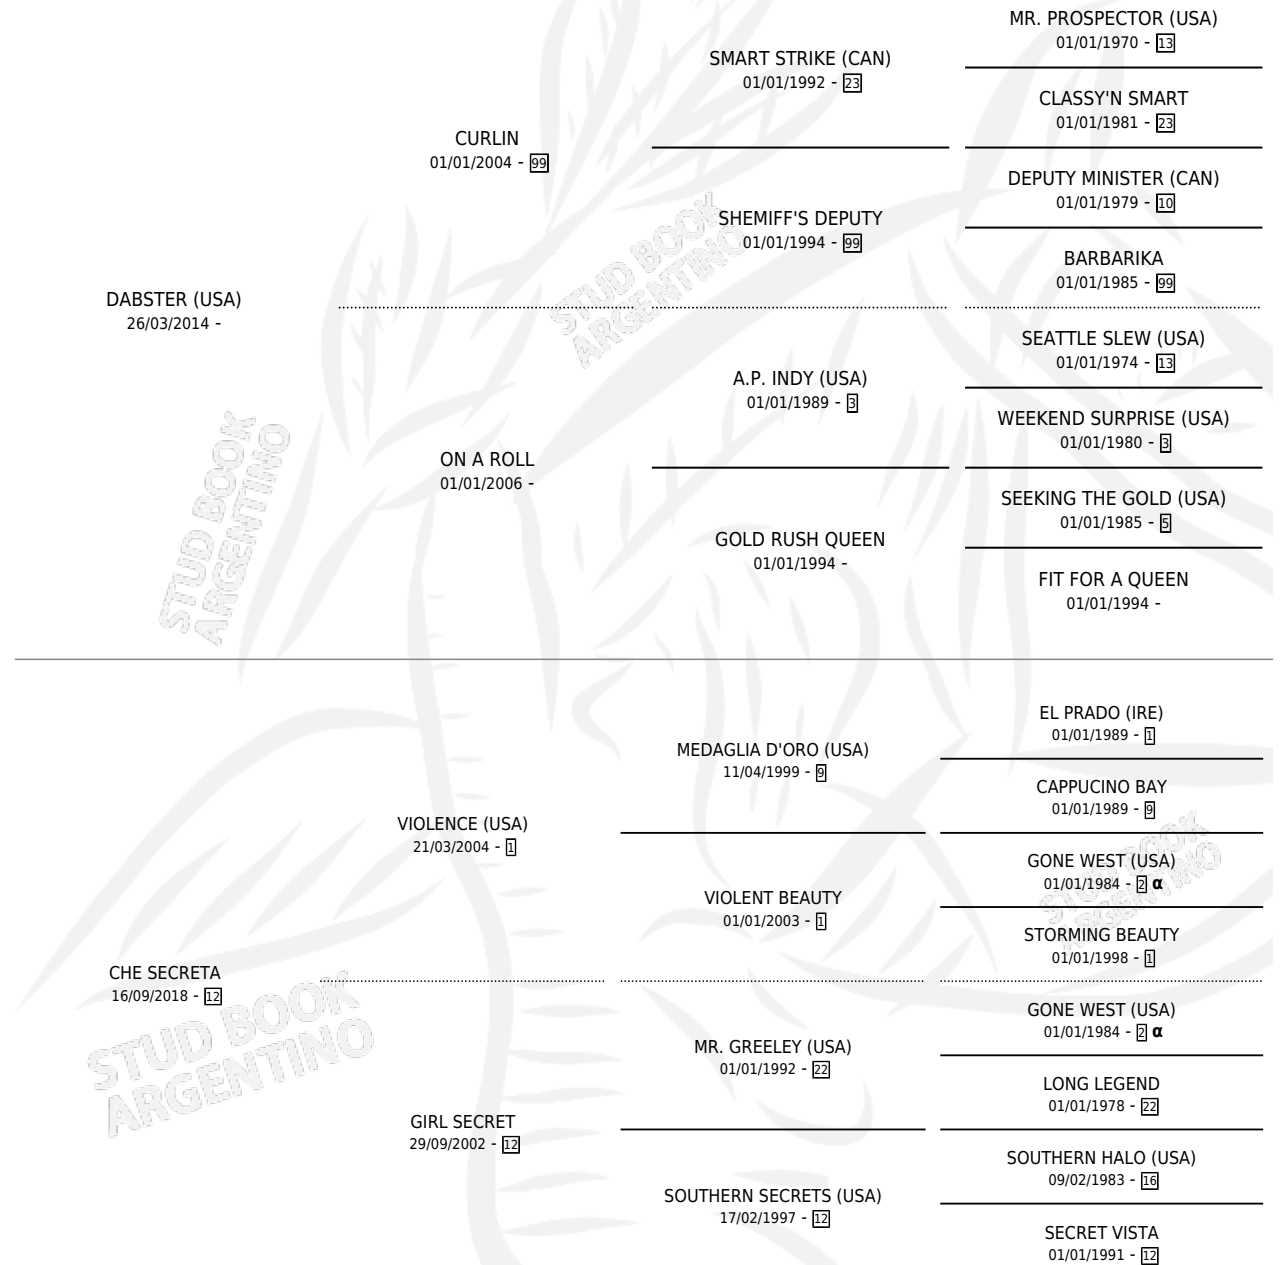 MR. PROSPECTOR (USA)
01/01/1970 - 13
SMART STRIKE (CAN)
01/01/1992 - 23
CLASSY'N SMART
01/01/1981 - 23
CURLIN
01/01/2004 - 99
DEPUTY MINISTER (CAN)
01/01/1979 - 10
SHEMIFF'S DEPUTY
01/01/1994 - 99
BARBARIKA
01/01/1985 - 99
DABSTER (USA)
26/03/2014 -
SEATTLE SLEW (USA)
01/01/1974 - 13
A.P. INDY (USA)
01/01/1989 - 3
WEEKEND SURPRISE (USA)
01/01/1980 - 3
ON A ROLL
01/01/2006 -
SEEKING THE GOLD (USA)
01/01/1985 - 5
GOLD RUSH QUEEN
01/01/1994 -
FIT FOR A QUEEN
01/01/1994 -
EL PRADO (IRE)
01/01/1989 - 1
MEDAGLIA D'ORO (USA)
11/04/1999 - 9
CAPPUCINO BAY
01/01/1989 - 9
VIOLENCE (USA)
21/03/2004 - 1
GONE WEST (USA)
01/01/1984 - 2 α
VIOLENT BEAUTY
01/01/2003 - 1
STORMING BEAUTY
01/01/1998 - 1
CHE SECRETA
16/09/2018 - 12
GONE WEST (USA)
01/01/1984 - 2 α
MR. GREELEY (USA)
01/01/1992 - 22
LONG LEGEND
01/01/1978 - 22
GIRL SECRET
29/09/2002 - 12
SOUTHERN HALO (USA)
09/02/1983 - 16
SOUTHERN SECRETS (USA)
17/02/1997 - 12
SECRET VISTA
01/01/1991 - 12
STUD BOOK
ARGENTINO
STUD BOOK
ARGENTINO
STUD BOOK
ARGENTINO
STUD BOOK
ARGENTINO